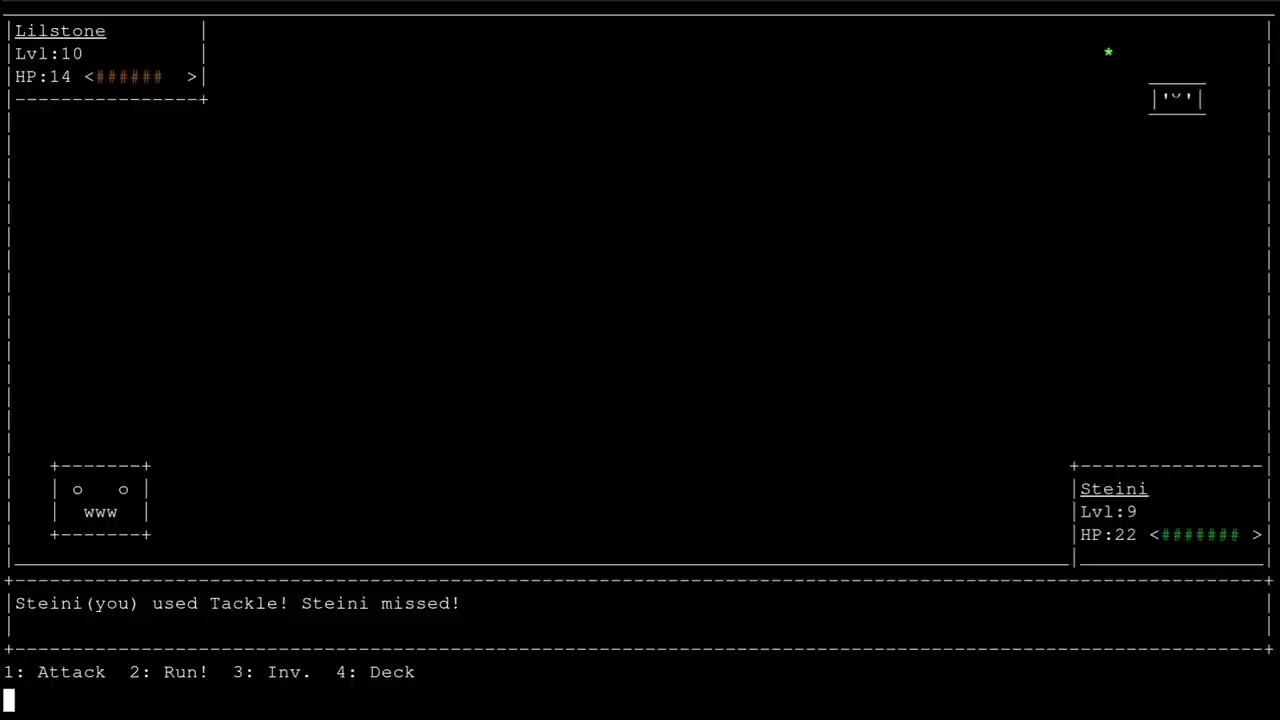 Lilstone
Lvl:10
HP:14 <###### >
*
|'ᵕ'|
o o
www
Steini
Lvl:9
HP:22 <####### >
Steini(you) used Tackle! Steini missed!
1: Attack 2: Run! 3: Inv. 4: Deck